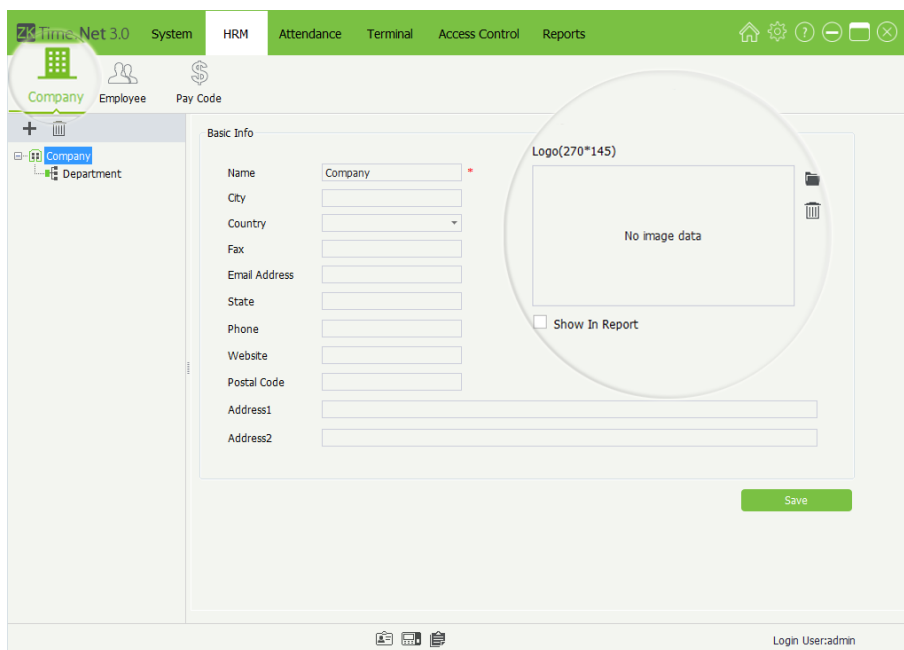 ZK Time.Net 3.0 System HRM Attendance Terminal Access Control Reports
Company Employee Pay Code
Company
Department
Basic Info
Name Company *
City
Country
Fax
Email Address
State
Phone
Website
Postal Code
Address1
Address2
Logo(270*145)
No image data
Show In Report
Save
Login User:admin